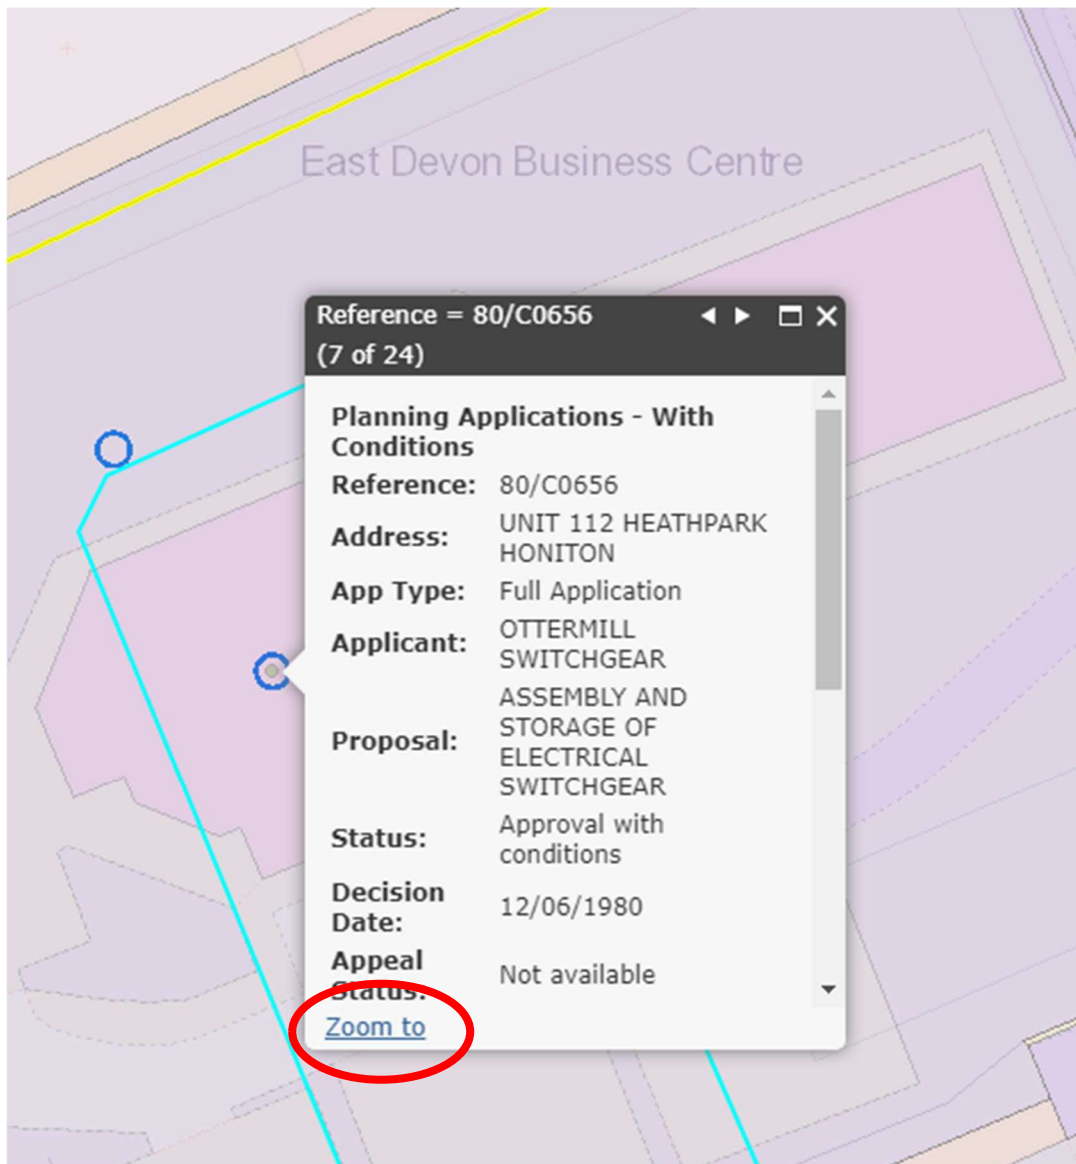 East Devon Business Centre
Reference = 80/C0656
(7 of 24)
Planning Applications - With
Conditions
Reference: 80/C0656
Address: UNIT 112 HEATHPARK
HONITON
App Type: Full Application
Applicant: OTTERMILL
SWITCHGEAR
Proposal: ASSEMBLY AND
STORAGE OF
ELECTRICAL
SWITCHGEAR
Status: Approval with
conditions
Decision
Date: 12/06/1980
Appeal
Status: Not available
Zoom to